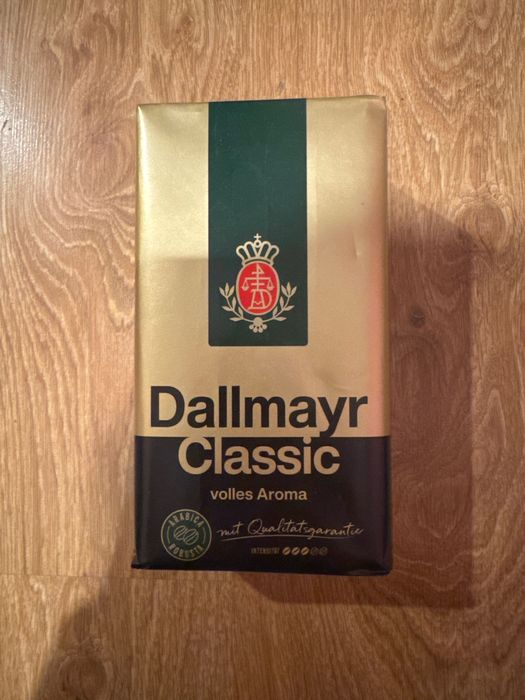 Dallmayr
Classic
volles Aroma
ARABICA
ROBUSTA
mit Qualitätsgarantie
INTENSITÄT